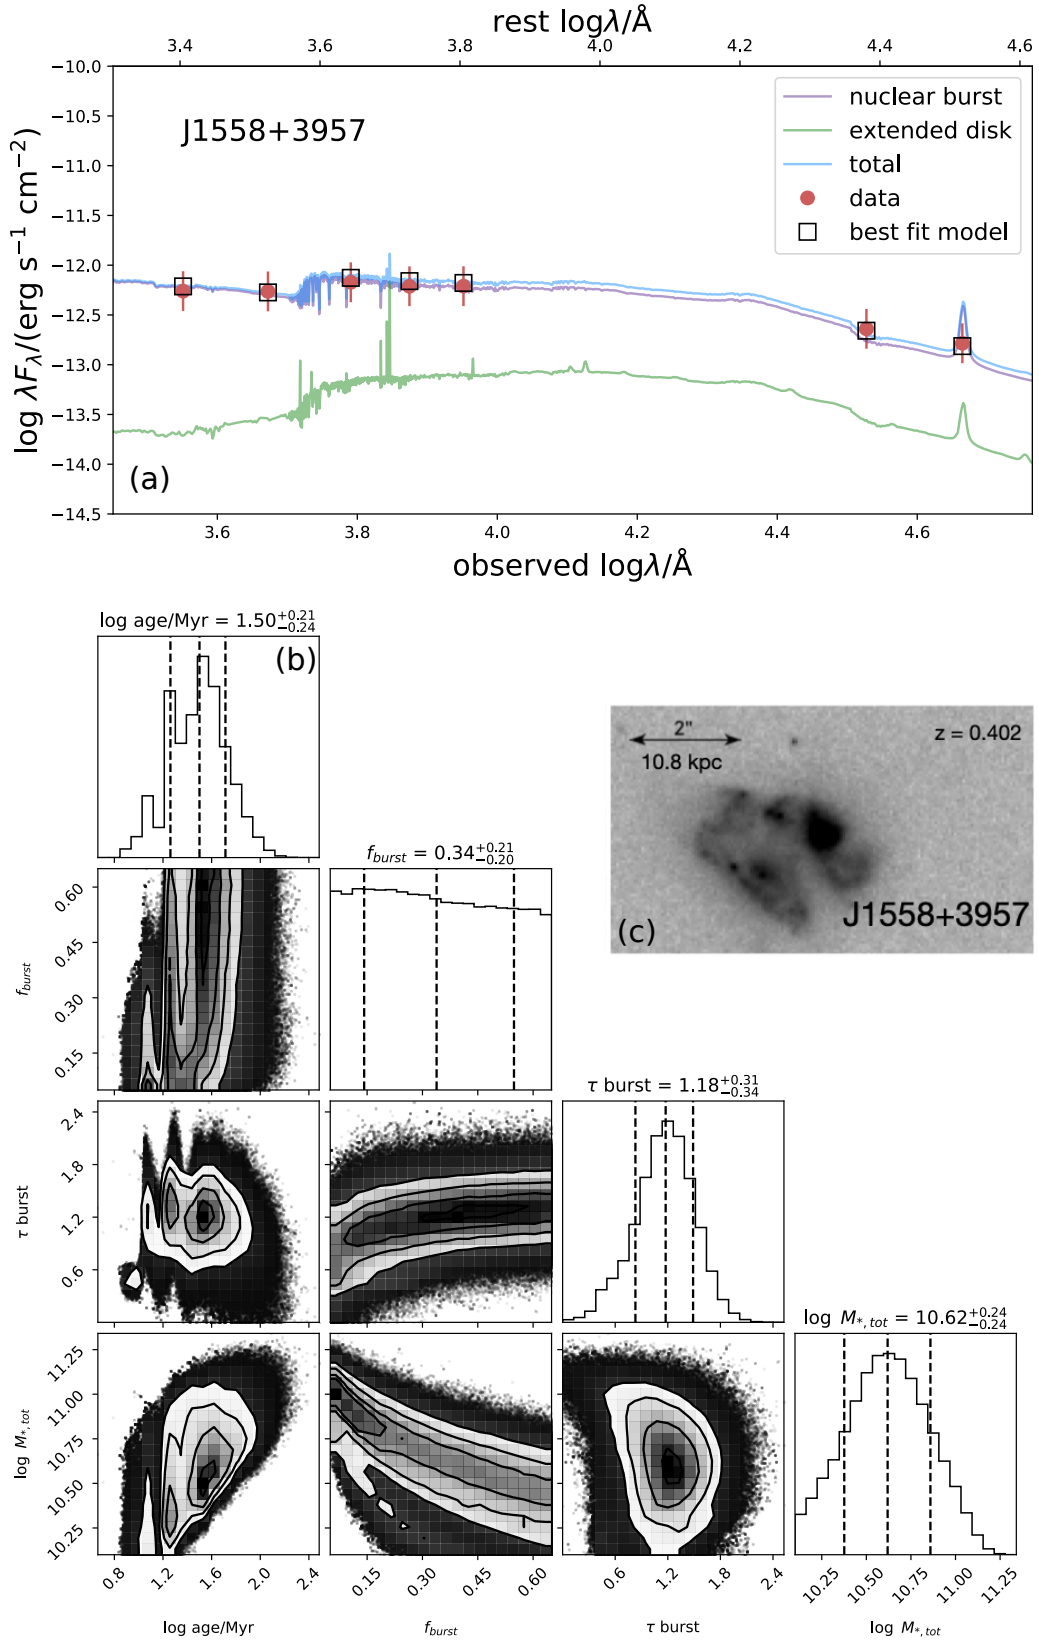 rest logλ/Å
3.4 3.6 3.8 4.0 4.2 4.4 4.6
−10.0
−10.5
−11.0
−11.5
−12.0
−12.5
−13.0
−13.5
−14.0
−14.5
log λF_λ/(erg s⁻¹ cm⁻²)
J1558+3957
nuclear burst
extended disk
total
data
best fit model
(a)
3.6 3.8 4.0 4.2 4.4 4.6
observed logλ/Å
log age/Myr = 1.50^{+0.21}_{−0.24}
(b)
2"
10.8 kpc
z = 0.402
J1558+3957
(c)
f_{burst} = 0.34^{+0.21}_{−0.20}
0.60
0.45
0.30
0.15
f_{burst}
τ burst = 1.18^{+0.31}_{−0.34}
2.4
1.8
1.2
0.6
τ burst
log M_{*,tot} = 10.62^{+0.24}_{−0.24}
11.25
11.00
10.75
10.50
10.25
log M_{*,tot}
0.8 1.2 1.6 2.0 2.4
log age/Myr
0.15 0.30 0.45 0.60
f_{burst}
0.6 1.2 1.8 2.4
τ burst
10.25 10.50 10.75 11.00 11.25
log M_{*,tot}